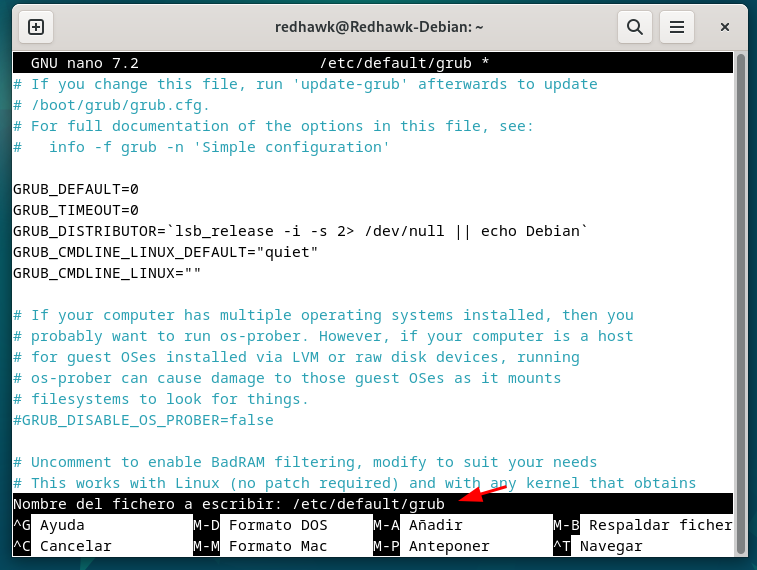 redhawk@Redhawk-Debian: ~
GNU nano 7.2 /etc/default/grub *
# If you change this file, run 'update-grub' afterwards to update
# /boot/grub/grub.cfg.
# For full documentation of the options in this file, see:
#   info -f grub -n 'Simple configuration'

GRUB_DEFAULT=0
GRUB_TIMEOUT=0
GRUB_DISTRIBUTOR=`lsb_release -i -s 2> /dev/null || echo Debian`
GRUB_CMDLINE_LINUX_DEFAULT="quiet"
GRUB_CMDLINE_LINUX=""

# If your computer has multiple operating systems installed, then you
# probably want to run os-prober. However, if your computer is a host
# for guest OSes installed via LVM or raw disk devices, running
# os-prober can cause damage to those guest OSes as it mounts
# filesystems to look for things.
#GRUB_DISABLE_OS_PROBER=false

# Uncomment to enable BadRAM filtering, modify to suit your needs
# This works with Linux (no patch required) and with any kernel that obtains
Nombre del fichero a escribir: /etc/default/grub
^G Ayuda M-D Formato DOS M-A Añadir M-B Respaldar ficher
^C Cancelar M-M Formato Mac M-P Anteponer ^T Navegar